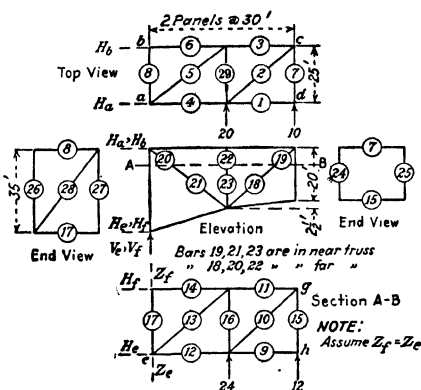 2 Panels @ 30'
H_b b 6 3 c
Top View 8 5 29 2 7 25'
H_a a 4 1 d
20 10
8
35' 26 28 27
17
End View
H_a, H_b
A B
20 22 19
21 23 18
20'
2½'
H_e, H_f
V_e, V_f
Elevation
7
24 25
15
End View
Bars 19, 21, 23 are in near truss
" 18, 20, 22 " " far "
H_f Z_f g
14 11
17 13 16 10 15
H_e e 12 9 h
Z_e
24 12
Section A-B
NOTE:
Assume Z_f = Z_e